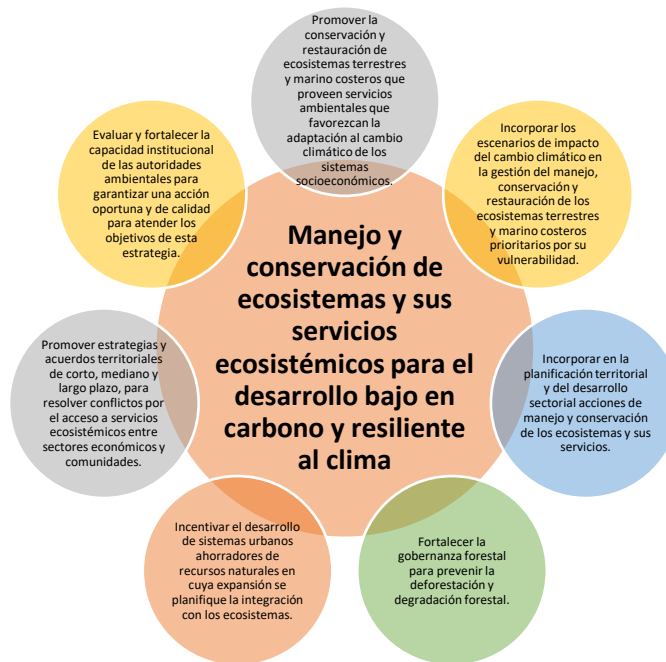 Promover la
conservación y
restauración de
ecosistemas terrestres
y marino costeros que
proveen servicios
ambientales que
favorezcan la
adaptación al cambio
climático de los
sistemas
socioeconómicos.
Incorporar los
escenarios de impacto
del cambio climático en
la gestión del manejo,
conservación y
restauración de los
ecosistemas terrestres
y marino costeros
prioritarios por su
vulnerabilidad.
Incorporar en la
planificación territorial
y del desarrollo
sectorial acciones de
manejo y conservación
de los ecosistemas y sus
servicios.
Fortalecer la
gobernanza forestal
para prevenir la
deforestación y
degradación forestal.
Incentivar el desarrollo
de sistemas urbanos
ahorradores de
recursos naturales en
cuya expansión se
planifique la integración
con los ecosistemas.
Promover estrategias y
acuerdos territoriales
de corto, mediano y
largo plazo, para
resolver conflictos por
el acceso a servicios
ecosistémicos entre
sectores económicos y
comunidades.
Evaluar y fortalecer la
capacidad institucional
de las autoridades
ambientales para
garantizar una acción
oportuna y de calidad
para atender los
objetivos de esta
estrategia.
Manejo y
conservación de
ecosistemas y sus
servicios
ecosistémicos para el
desarrollo bajo en
carbono y resiliente
al clima